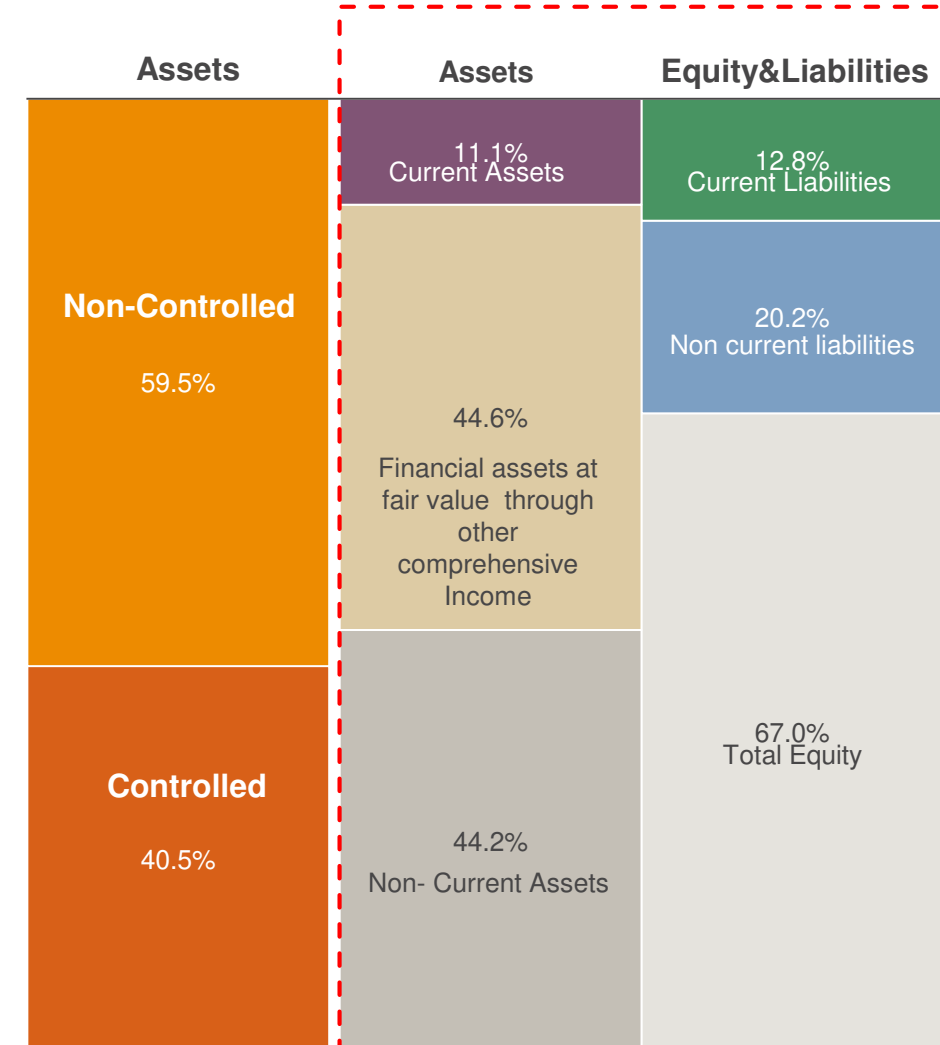 Assets
Non-Controlled
59.5%
Controlled
40.5%
Assets
11.1%
Current Assets
44.6%
Financial assets at
fair value  through
other
comprehensive
Income
44.2%
Non- Current Assets
Equity&Liabilities
12.8%
Current Liabilities
20.2%
Non current liabilities
67.0%
Total Equity